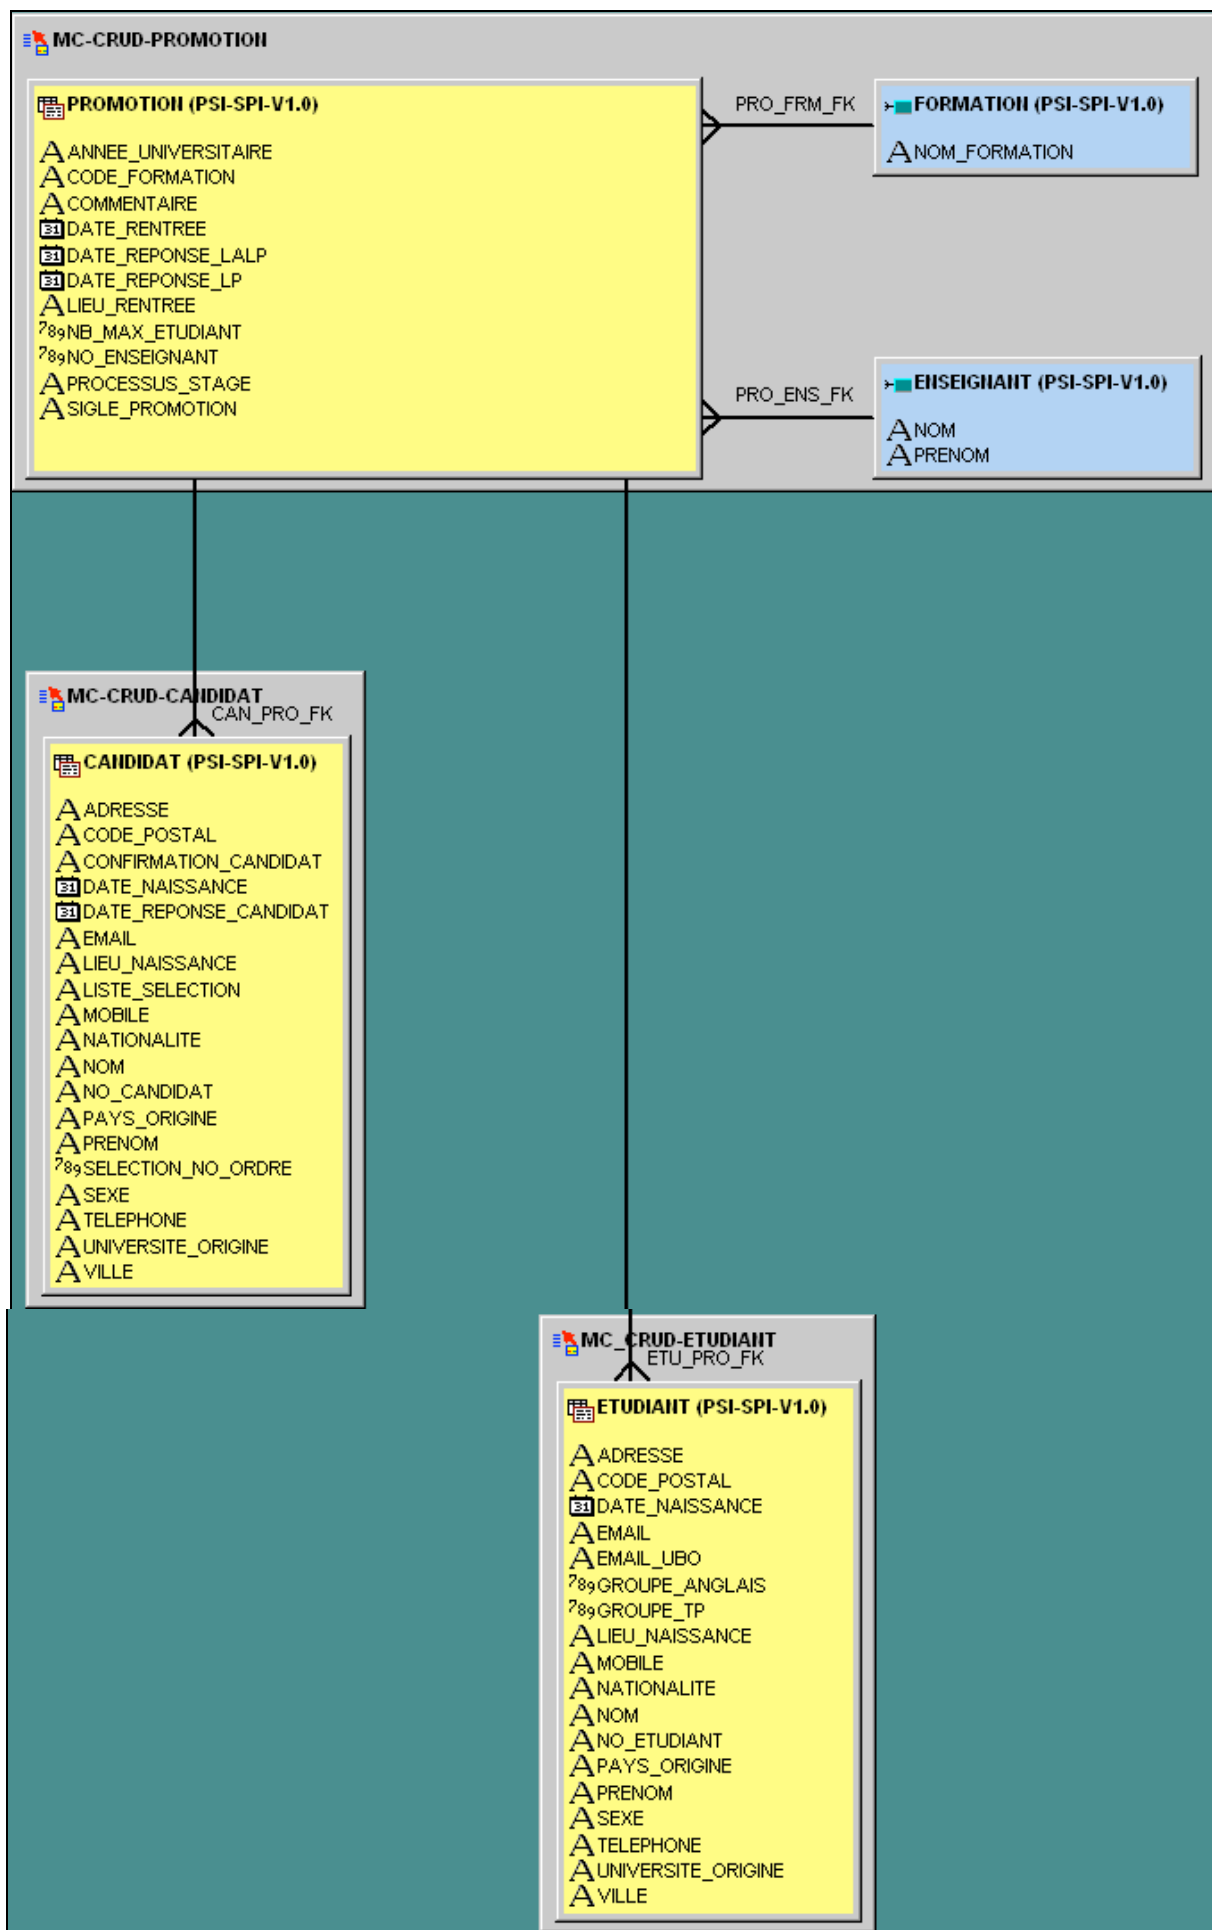 MC-CRUD-PROMOTION
PROMOTION (PSI-SPI-V1.0)
ANNEE_UNIVERSITAIRE
CODE_FORMATION
COMMENTAIRE
DATE_RENTREE
DATE_REPONSE_LALP
DATE_REPONSE_LP
LIEU_RENTREE
NB_MAX_ETUDIANT
NO_ENSEIGNANT
PROCESSUS_STAGE
SIGLE_PROMOTION
PRO_FRM_FK
FORMATION (PSI-SPI-V1.0)
NOM_FORMATION
PRO_ENS_FK
ENSEIGNANT (PSI-SPI-V1.0)
NOM
PRENOM
MC-CRUD-CANDIDAT
CAN_PRO_FK
CANDIDAT (PSI-SPI-V1.0)
ADRESSE
CODE_POSTAL
CONFIRMATION_CANDIDAT
DATE_NAISSANCE
DATE_REPONSE_CANDIDAT
EMAIL
LIEU_NAISSANCE
LISTE_SELECTION
MOBILE
NATIONALITE
NOM
NO_CANDIDAT
PAYS_ORIGINE
PRENOM
SELECTION_NO_ORDRE
SEXE
TELEPHONE
UNIVERSITE_ORIGINE
VILLE
MC_CRUD-ETUDIANT
ETU_PRO_FK
ETUDIANT (PSI-SPI-V1.0)
ADRESSE
CODE_POSTAL
DATE_NAISSANCE
EMAIL
EMAIL_UBO
GROUPE_ANGLAIS
GROUPE_TP
LIEU_NAISSANCE
MOBILE
NATIONALITE
NOM
NO_ETUDIANT
PAYS_ORIGINE
PRENOM
SEXE
TELEPHONE
UNIVERSITE_ORIGINE
VILLE